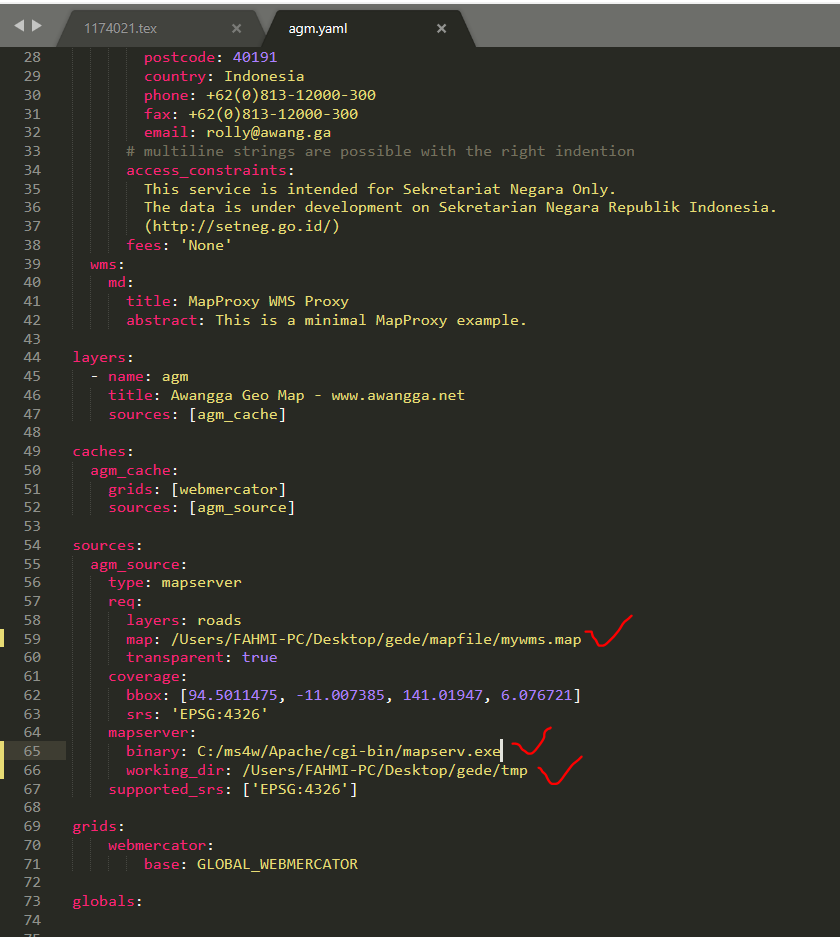 1174021.tex × agm.yaml ×
28 postcode: 40191
29 country: Indonesia
30 phone: +62(0)813-12000-300
31 fax: +62(0)813-12000-300
32 email: rolly@awang.ga
33 # multiline strings are possible with the right indention
34 access_constraints:
35 This service is intended for Sekretariat Negara Only.
36 The data is under development on Sekretarian Negara Republik Indonesia.
37 (http://setneg.go.id/)
38 fees: 'None'
39 wms:
40 md:
41 title: MapProxy WMS Proxy
42 abstract: This is a minimal MapProxy example.
43
44 layers:
45 - name: agm
46 title: Awangga Geo Map - www.awangga.net
47 sources: [agm_cache]
48
49 caches:
50 agm_cache:
51 grids: [webmercator]
52 sources: [agm_source]
53
54 sources:
55 agm_source:
56 type: mapserver
57 req:
58 layers: roads
59 map: /Users/FAHMI-PC/Desktop/gede/mapfile/mywms.map
60 transparent: true
61 coverage:
62 bbox: [94.5011475, -11.007385, 141.01947, 6.076721]
63 srs: 'EPSG:4326'
64 mapserver:
65 binary: C:/ms4w/Apache/cgi-bin/mapserv.exe
66 working_dir: /Users/FAHMI-PC/Desktop/gede/tmp
67 supported_srs: ['EPSG:4326']
68
69 grids:
70 webmercator:
71 base: GLOBAL_WEBMERCATOR
72
73 globals:
74
75